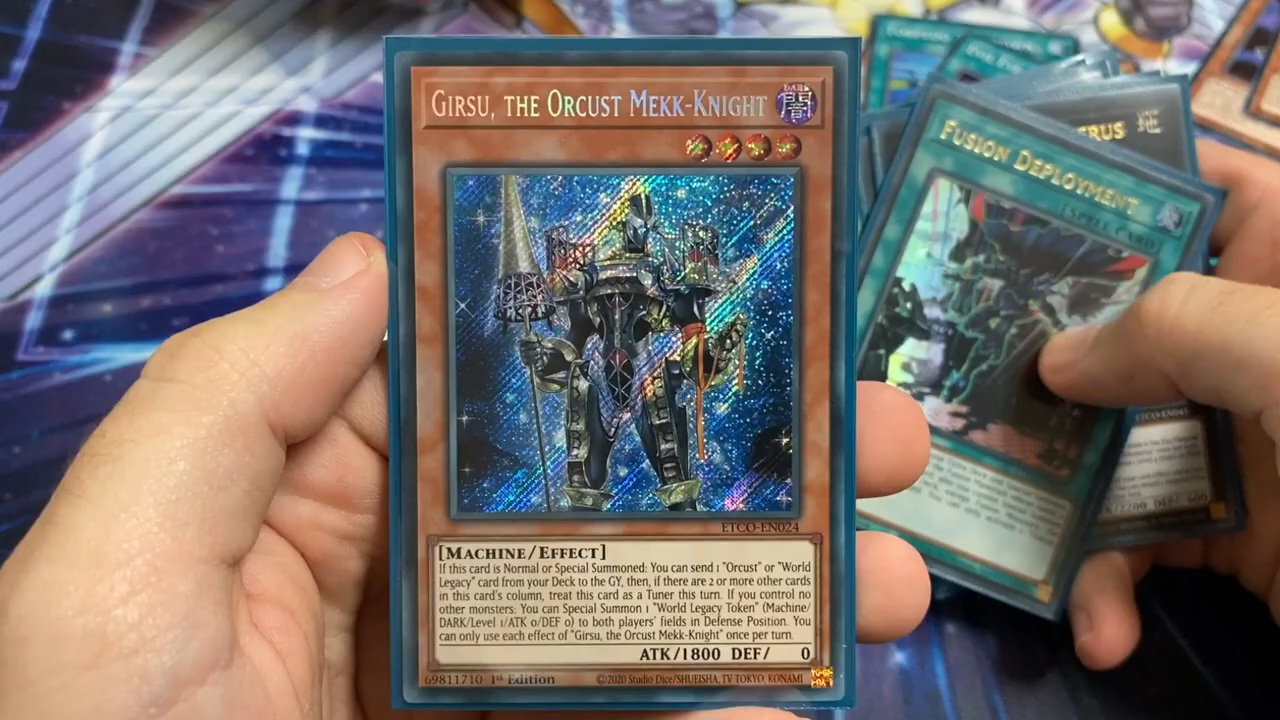 GIRSU, THE ORCUST MEKK-KNIGHT
DARK
闇
ETCO-EN024
[MACHINE/EFFECT]
If this card is Normal or Special Summoned: You can send 1 "Orcust" or "World
Legacy" card from your Deck to the GY, then, if there are 2 or more other cards
in this card's column, treat this card as a Tuner this turn. If you control no
other monsters: You can Special Summon 1 "World Legacy Token" (Machine/
DARK/Level 1/ATK 0/DEF 0) to both players' fields in Defense Position. You
can only use each effect of "Girsu, the Orcust Mekk-Knight" once per turn.
ATK/1800 DEF/ 0
69811710 1st Edition ©2020 Studio Dice/SHUEISHA, TV TOKYO, KONAMI
FUSION DEPLOYMENT
[SPELL CARD]
ETCO-EN043
/2200 DEF/ 600